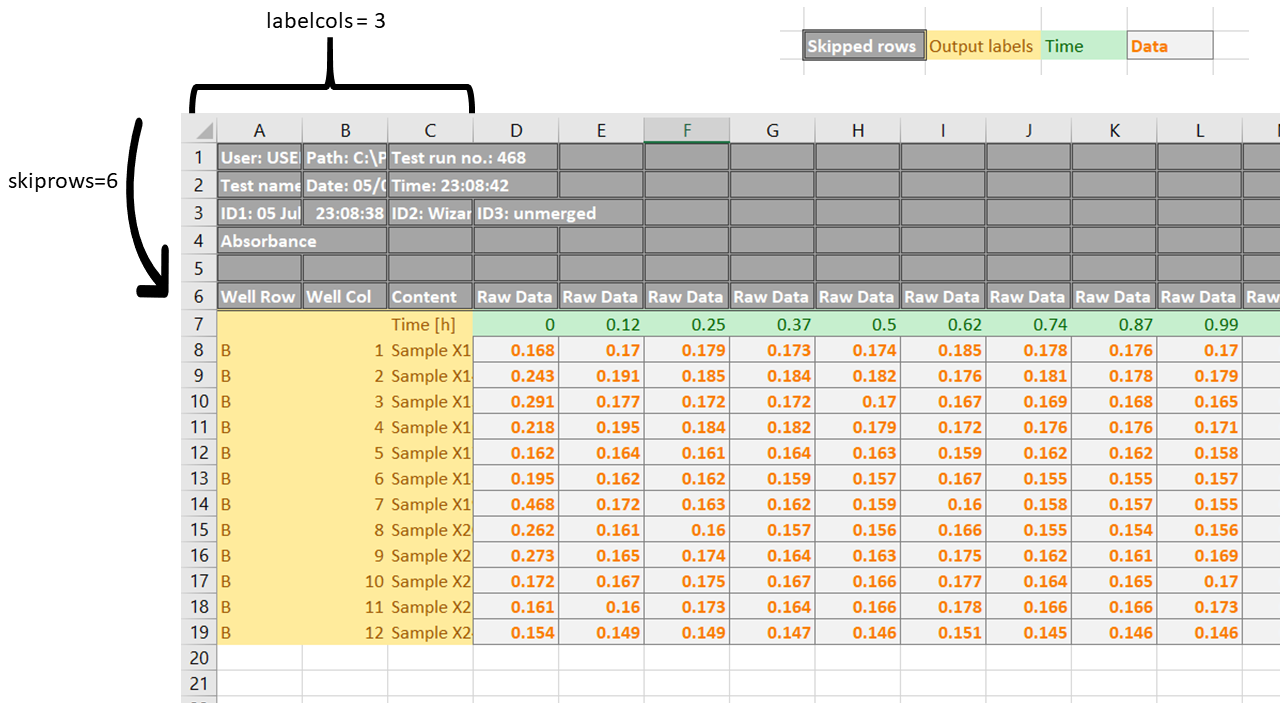 labelcols= 3
Skipped rows Output labels Time Data
skiprows=6
A B C D E F G H I J K L
1 User: USE Path: C:\P Test run no.: 468
2 Test name Date: 05/0 Time: 23:08:42
3 ID1: 05 Jul 23:08:38 ID2: Wizar ID3: unmerged
4 Absorbance
5
6 Well Row Well Col Content Raw Data Raw Data Raw Data Raw Data Raw Data Raw Data Raw Data Raw Data Raw Data Raw
7 Time [h] 0 0.12 0.25 0.37 0.5 0.62 0.74 0.87 0.99
8 B 1 Sample X1 0.168 0.17 0.179 0.173 0.174 0.185 0.178 0.176 0.17
9 B 2 Sample X1 0.243 0.191 0.185 0.184 0.182 0.176 0.181 0.178 0.179
10 B 3 Sample X1 0.291 0.177 0.172 0.172 0.17 0.167 0.169 0.168 0.165
11 B 4 Sample X1 0.218 0.195 0.184 0.182 0.179 0.172 0.176 0.176 0.171
12 B 5 Sample X1 0.162 0.164 0.161 0.164 0.163 0.159 0.162 0.162 0.158
13 B 6 Sample X1 0.195 0.162 0.162 0.159 0.157 0.167 0.155 0.155 0.157
14 B 7 Sample X1 0.468 0.172 0.163 0.162 0.159 0.16 0.158 0.157 0.155
15 B 8 Sample X2 0.262 0.161 0.16 0.157 0.156 0.166 0.155 0.154 0.156
16 B 9 Sample X2 0.273 0.165 0.174 0.164 0.163 0.175 0.162 0.161 0.169
17 B 10 Sample X2 0.172 0.167 0.175 0.167 0.166 0.177 0.164 0.165 0.17
18 B 11 Sample X2 0.161 0.16 0.173 0.164 0.166 0.178 0.166 0.166 0.173
19 B 12 Sample X2 0.154 0.149 0.149 0.147 0.146 0.151 0.145 0.146 0.146
20
21